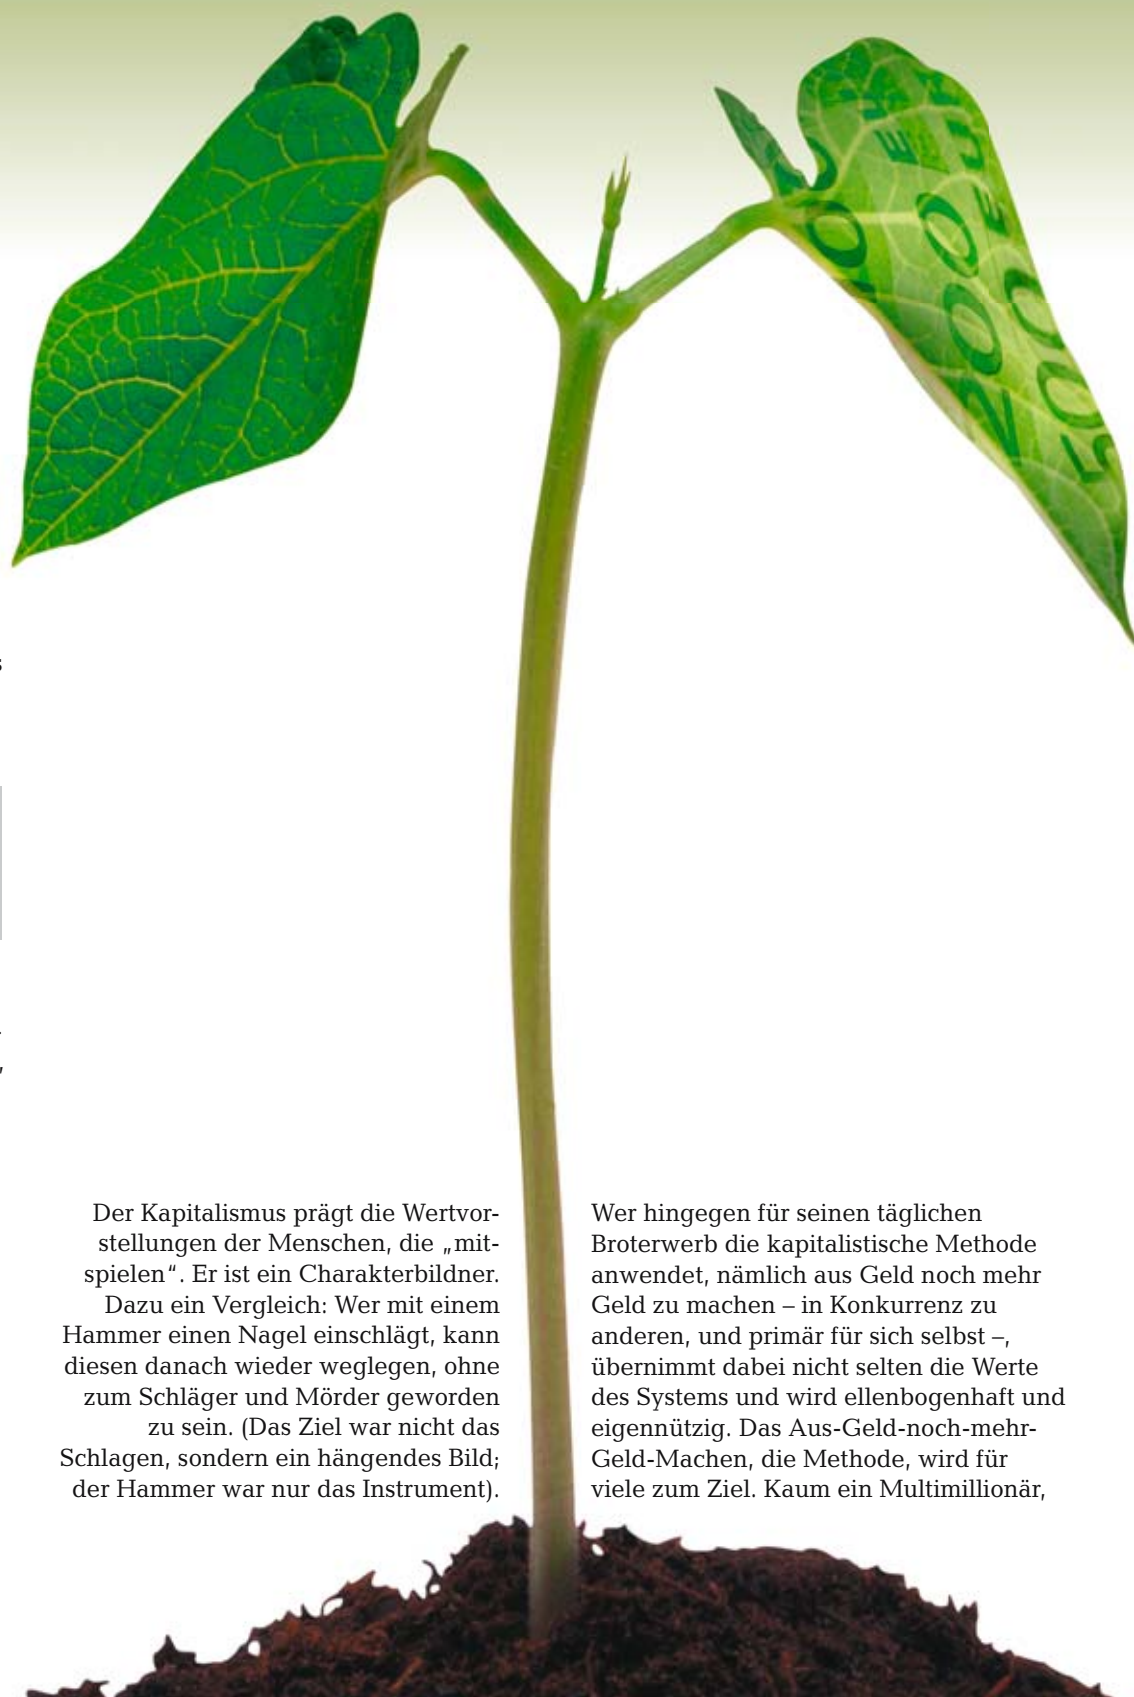 Der Kapitalismus prägt die Wertvor-
stellungen der Menschen, die „mit-
spielen“. Er ist ein Charakterbildner.
Dazu ein Vergleich: Wer mit einem
Hammer einen Nagel einschlägt, kann
diesen danach wieder weglegen, ohne
zum Schläger und Mörder geworden
zu sein. (Das Ziel war nicht das
Schlagen, sondern ein hängendes Bild;
der Hammer war nur das Instrument).
Wer hingegen für seinen täglichen
Broterwerb die kapitalistische Methode
anwendet, nämlich aus Geld noch mehr
Geld zu machen – in Konkurrenz zu
anderen, und primär für sich selbst –,
übernimmt dabei nicht selten die Werte
des Systems und wird ellenbogenhaft und
eigennützig. Das Aus-Geld-noch-mehr-
Geld-Machen, die Methode, wird für
viele zum Ziel. Kaum ein Multimillionär,
200
500